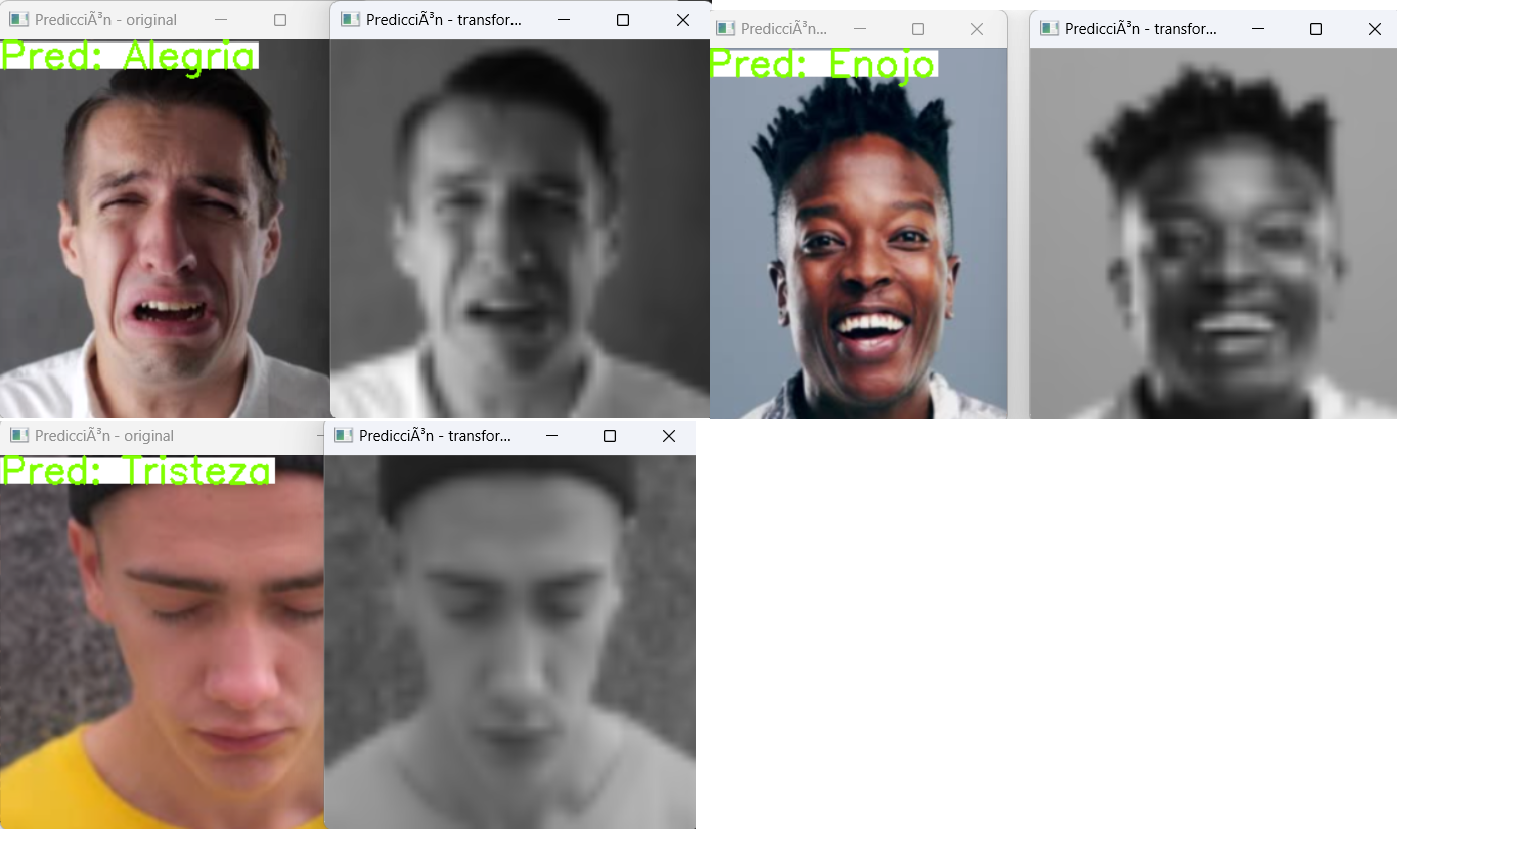 PredicciÃ³n - original
PredicciÃ³n - transfor...
PredicciÃ³n...
PredicciÃ³n - transfor...
Pred: Alegria
Pred: Enojo
PredicciÃ³n - original
PredicciÃ³n - transfor...
Pred: Tristeza